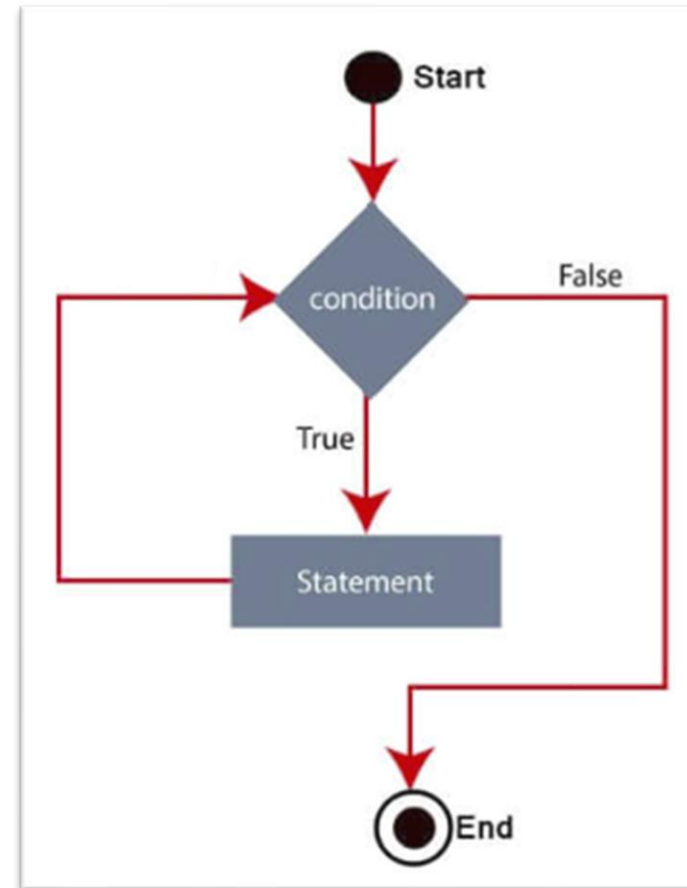 Start
condition
False
True
Statement
End